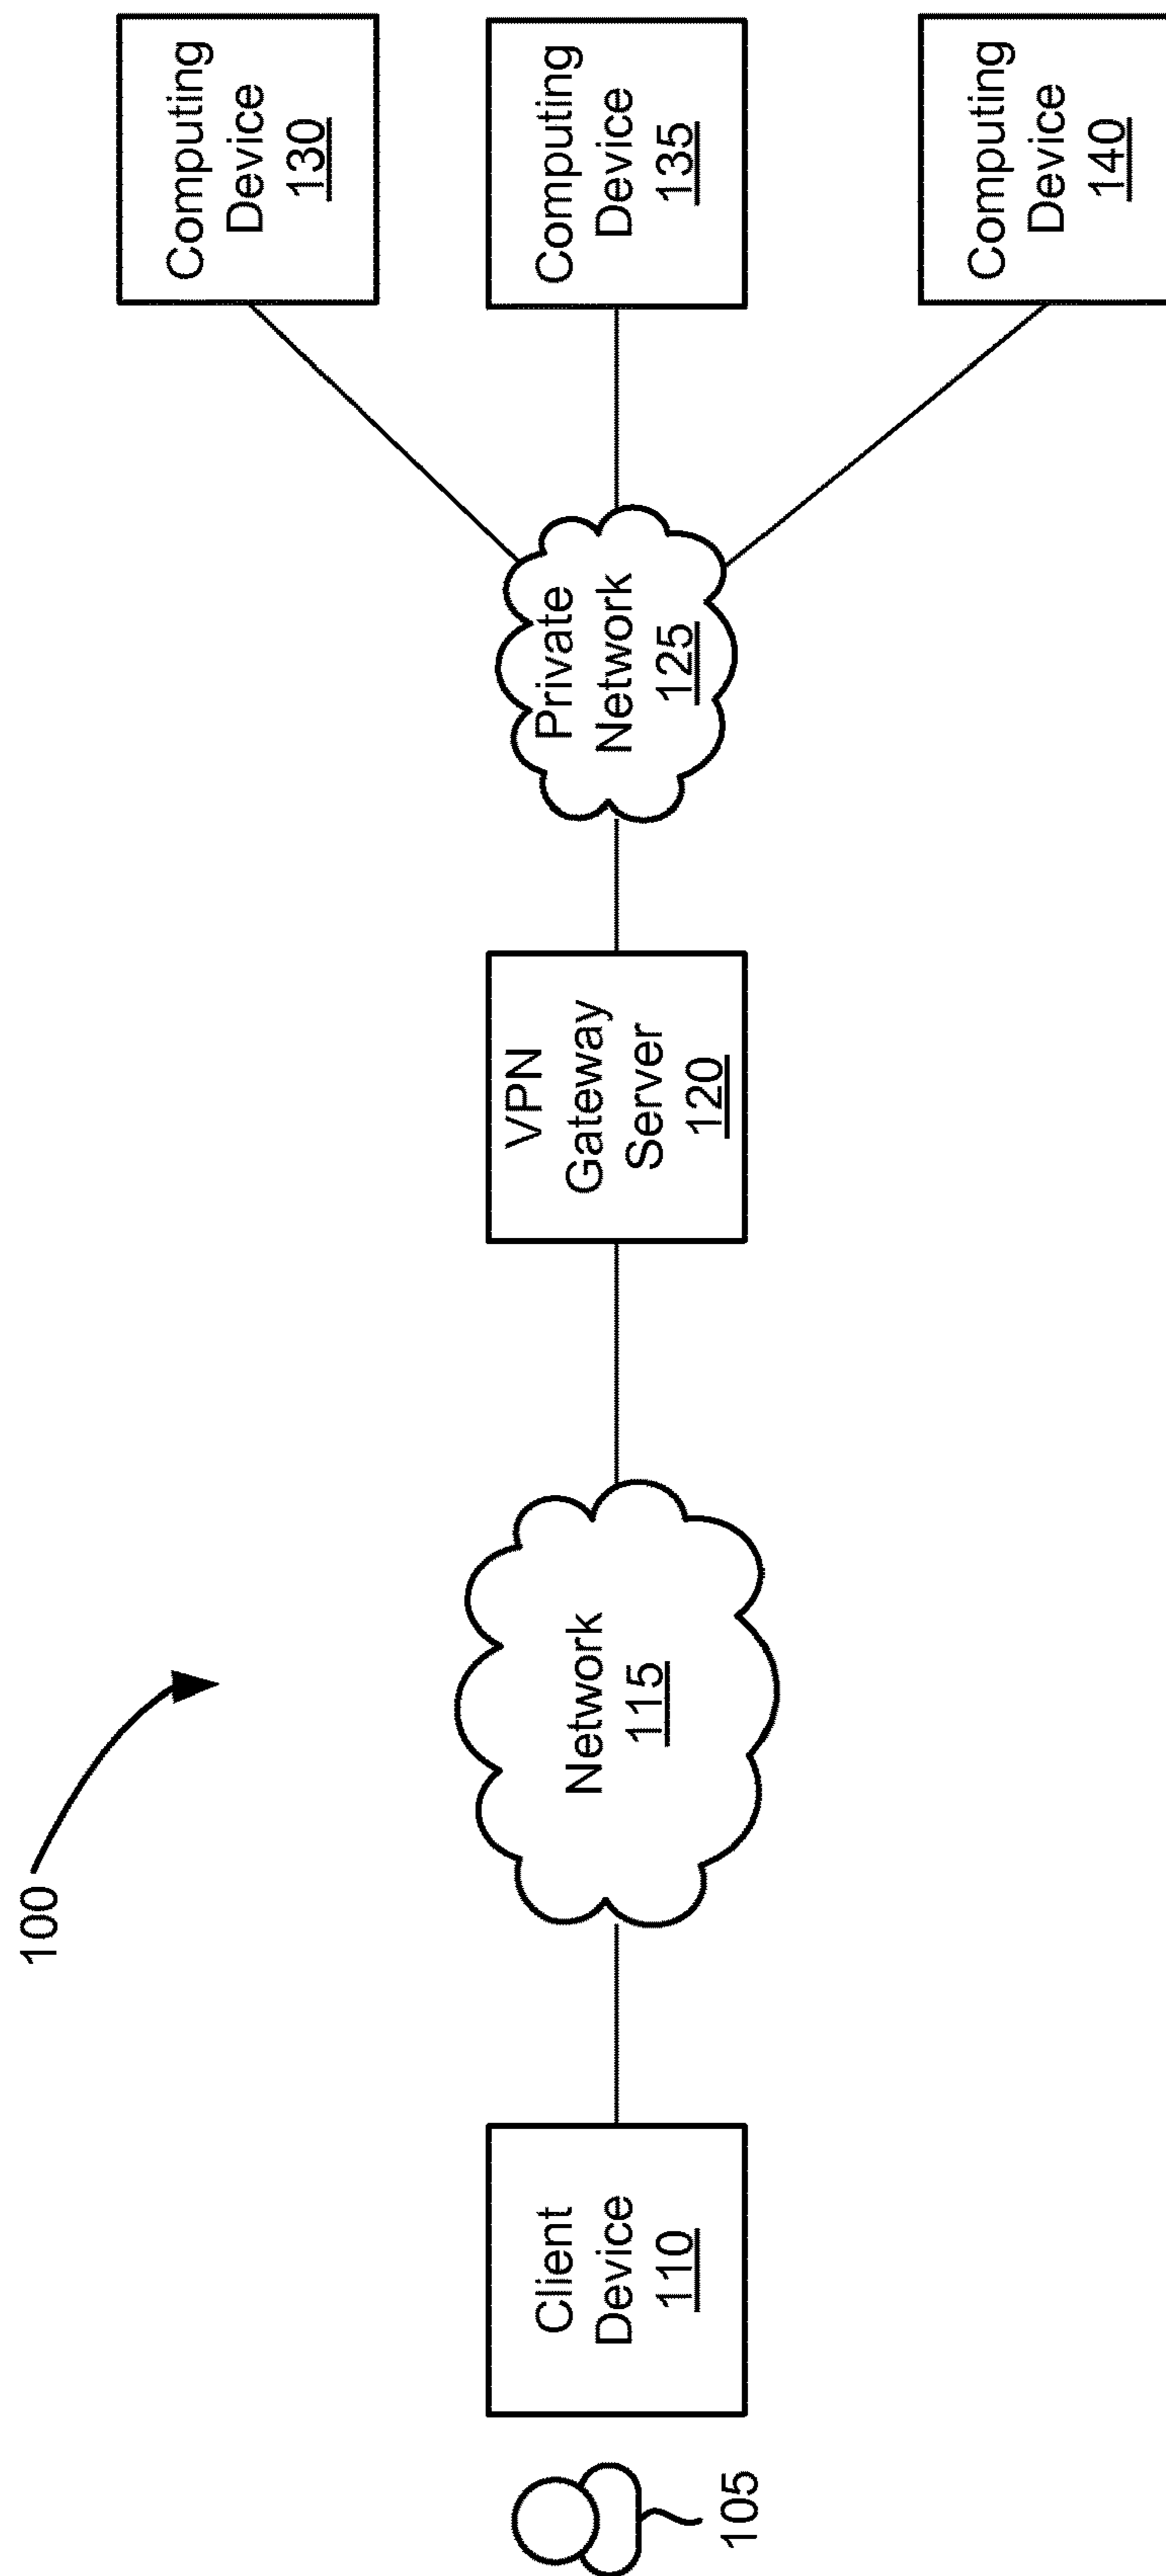 100
105
Client
Device
110
Network
115
VPN
Gateway
Server
120
Private
Network
125
Computing
Device
130
Computing
Device
135
Computing
Device
140